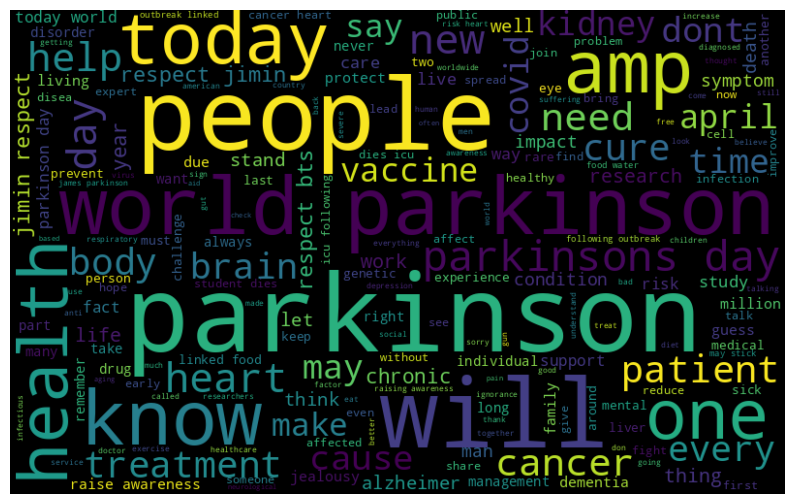 outbreak linked
cancer heart
public
risk heart
increase
today world
today
say
new
kidney
dont
getting
disorder
never
care
two
join
problem
diagnosed
thought
death
another
help
respect jimin
well
protect
live
spread
covid
amp
symptom
living
day
people
eye
bring
now
still
disea
expert
american
country
worldwide
lead
human
often
men
back
severe
need
april
suffering
come
free
look
cell
year
impact
cure
time
improve
jimin respect
parkinson day
prevent
due
stand
vaccine
dies icu
way
rare
find
awareness
believe
virus
sign
aid
want
last
healthy
research
food water
infection
james parkinson
gut
respect bts
icu following
world parkinson
check
world
based
respiratory
must
challenge
always
everything
following outbreak
children
body
brain
affect
parkinsons day
use
person
student dies
work
genetic
condition
risk
study
hope
made
depression
experience
bad
talking
anti
fact
parkinson
million
part
let
right
social
see
understand
treat
talk
health
life
keep
sorry
gun
guess
many
take
much
linked food
without
diet
medical
may stick
drug
may
individual
support
patient
remember
early
aging
factor
heart
chronic
good
reduce
infectious
know
called
researchers
raising awareness
think
will
pain
ignorance
long
family
mental
sick
one
make
even
eat
better
thank
give
around
liver
affected
together
don
fight
every
doctor
exercise
healthcare
cause
man
cancer
going
service
treatment
someone
share
thing
first
raise awareness
neurological
jealousy
alzheimer
management
dementia